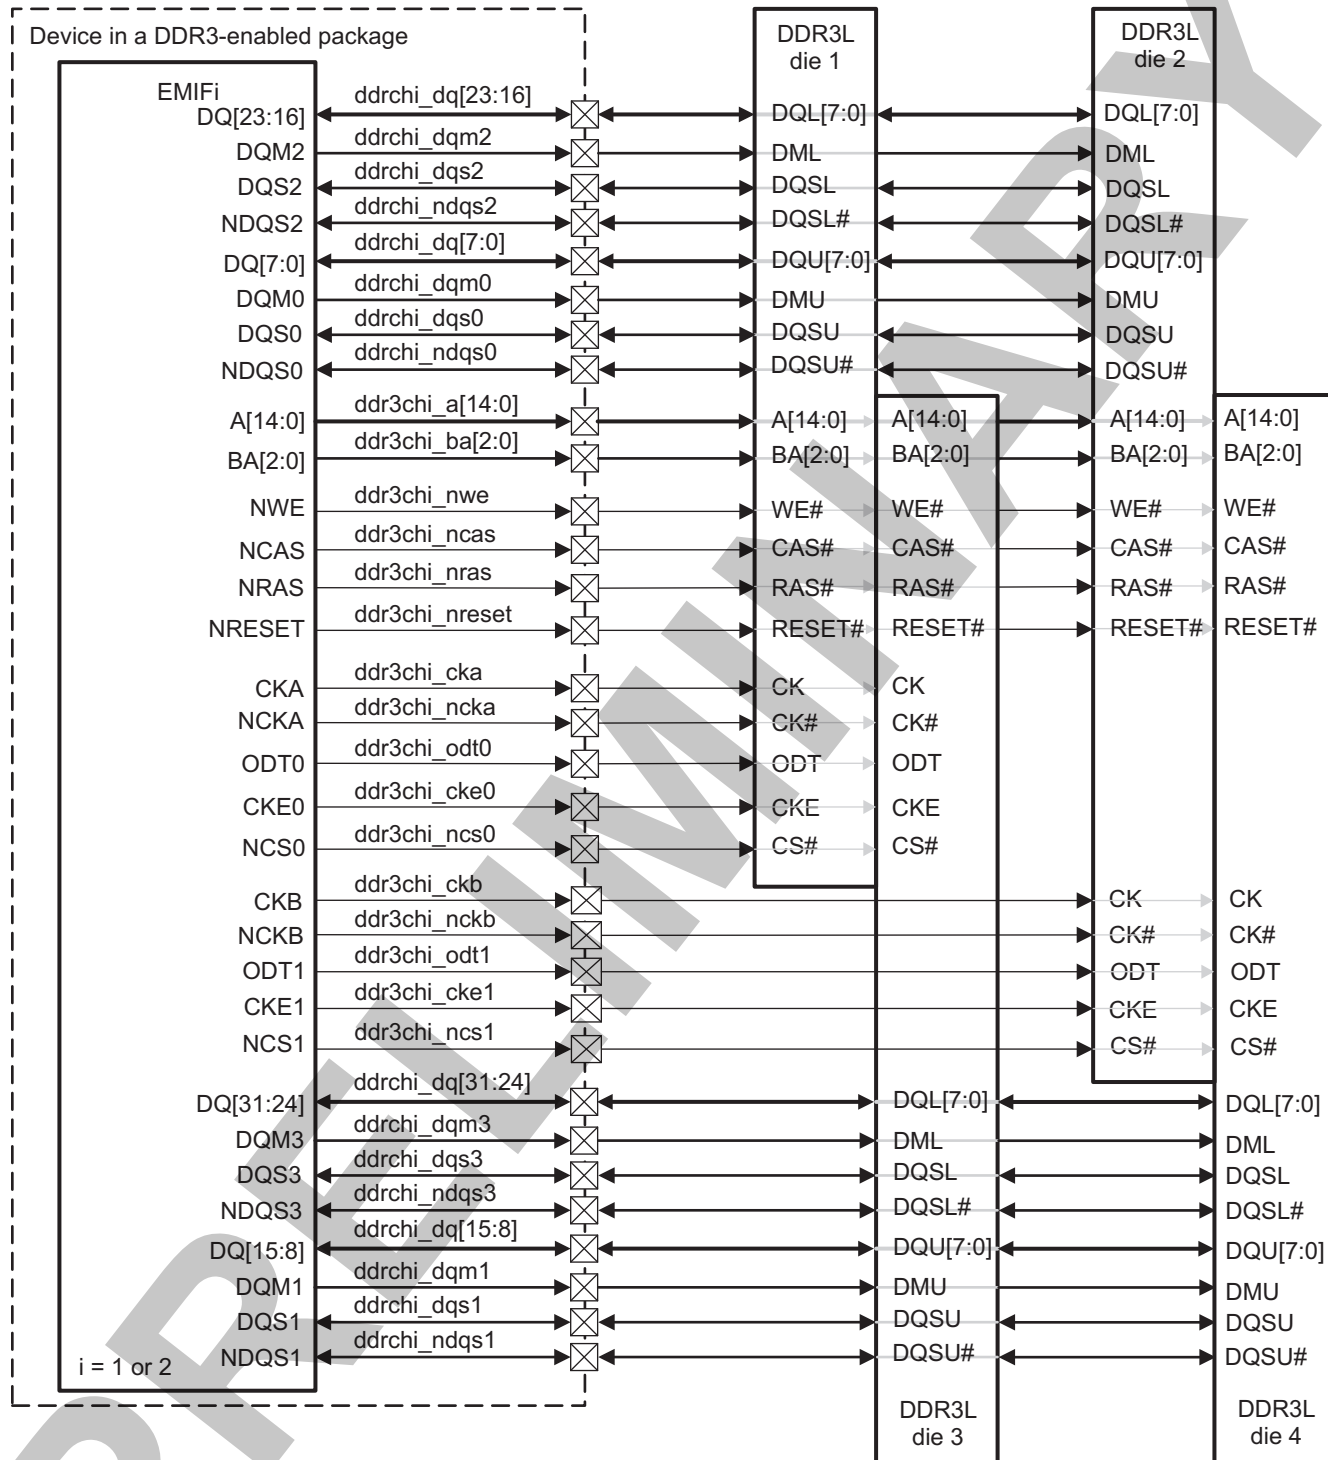 Device in a DDR3-enabled package
DDR3L
die 1
DDR3L
die 2
EMIFi
DQ[23:16] ddrchi_dq[23:16] DQL[7:0] DQL[7:0]
DQM2 ddrchi_dqm2 DML DML
DQS2 ddrchi_dqs2 DQSL DQSL
NDQS2 ddrchi_ndqs2 DQSL# DQSL#
DQ[7:0] ddrchi_dq[7:0] DQU[7:0] DQU[7:0]
DQM0 ddrchi_dqm0 DMU DMU
DQS0 ddrchi_dqs0 DQSU DQSU
NDQS0 ddrchi_ndqs0 DQSU# DQSU#
A[14:0] ddr3chi_a[14:0] A[14:0] A[14:0] A[14:0] A[14:0]
BA[2:0] ddr3chi_ba[2:0] BA[2:0] BA[2:0] BA[2:0] BA[2:0]
NWE ddr3chi_nwe WE# WE# WE# WE#
NCAS ddr3chi_ncas CAS# CAS# CAS# CAS#
NRAS ddr3chi_nras RAS# RAS# RAS# RAS#
NRESET ddr3chi_nreset RESET# RESET# RESET# RESET#
CKA ddr3chi_cka CK CK
NCKA ddr3chi_ncka CK# CK#
ODT0 ddr3chi_odt0 ODT ODT
CKE0 ddr3chi_cke0 CKE CKE
NCS0 ddr3chi_ncs0 CS# CS#
CKB ddr3chi_ckb CK CK
NCKB ddr3chi_nckb CK# CK#
ODT1 ddr3chi_odt1 ODT ODT
CKE1 ddr3chi_cke1 CKE CKE
NCS1 ddr3chi_ncs1 CS# CS#
DQ[31:24] ddrchi_dq[31:24] DQL[7:0] DQL[7:0]
DQM3 ddrchi_dqm3 DML DML
DQS3 ddrchi_dqs3 DQSL DQSL
NDQS3 ddrchi_ndqs3 DQSL# DQSL#
DQ[15:8] ddrchi_dq[15:8] DQU[7:0] DQU[7:0]
DQM1 ddrchi_dqm1 DMU DMU
DQS1 ddrchi_dqs1 DQSU DQSU
NDQS1 ddrchi_ndqs1 DQSU# DQSU#
i = 1 or 2
DDR3L
die 3
DDR3L
die 4
PRELIMINARY